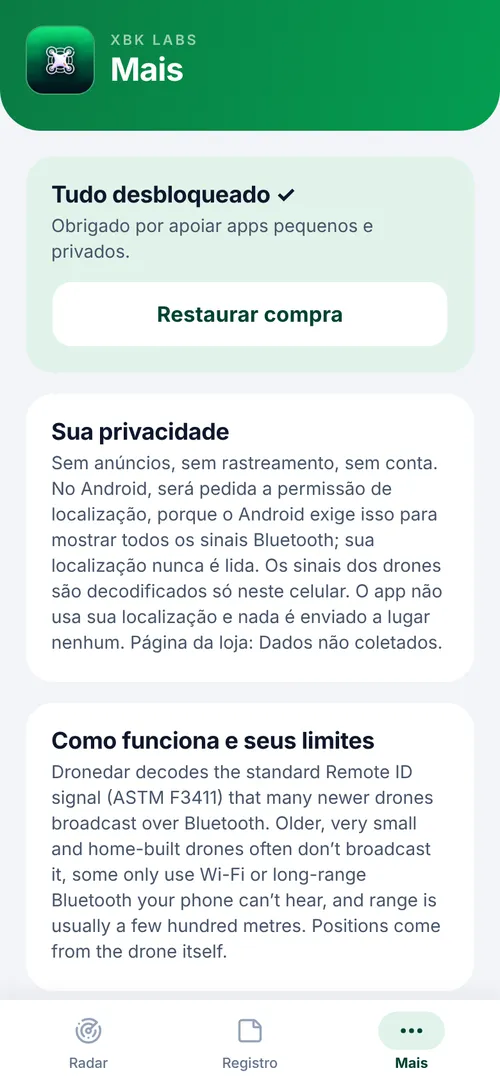 XBK LABS
Mais
Tudo desbloqueado ✓
Obrigado por apoiar apps pequenos e
privados.
Restaurar compra
Sua privacidade
Sem anúncios, sem rastreamento, sem conta.
No Android, será pedida a permissão de
localização, porque o Android exige isso para
mostrar todos os sinais Bluetooth; sua
localização nunca é lida. Os sinais dos drones
são decodificados só neste celular. O app não
usa sua localização e nada é enviado a lugar
nenhum. Página da loja: Dados não coletados.
Como funciona e seus limites
Dronedar decodes the standard Remote ID
signal (ASTM F3411) that many newer drones
broadcast over Bluetooth. Older, very small
and home-built drones often don’t broadcast
it, some only use Wi-Fi or long-range
Bluetooth your phone can’t hear, and range is
usually a few hundred metres. Positions come
from the drone itself.
Radar
Registro
Mais